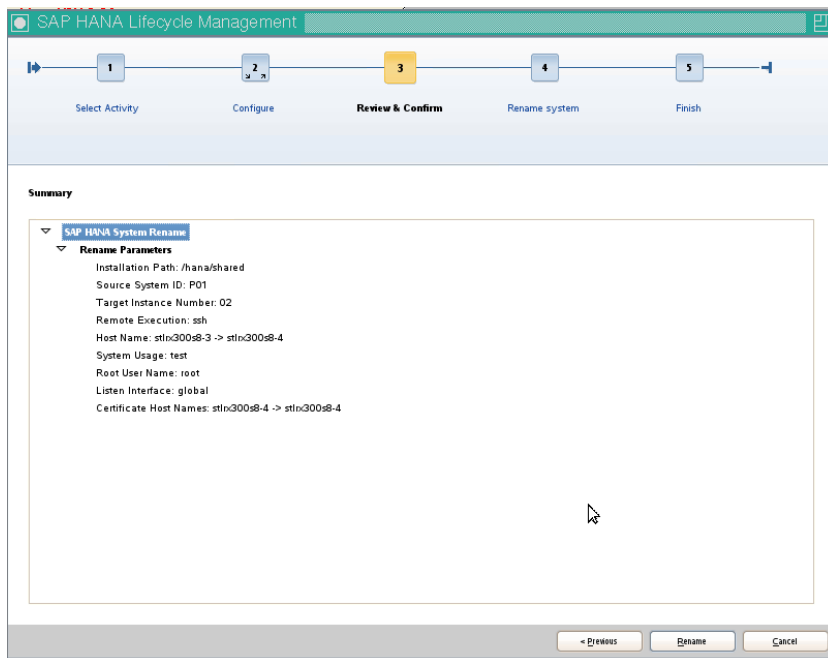 SAP HANA Lifecycle Management
1
2
3
4
5
Select Activity
Configure
Review & Confirm
Rename system
Finish
Summary
SAP HANA System Rename
Rename Parameters
Installation Path: /hana/shared
Source System ID: P01
Target Instance Number: 02
Remote Execution: ssh
Host Name: stlrx300s8-3 -> stlrx300s8-4
System Usage: test
Root User Name: root
Listen Interface: global
Certificate Host Names: stlrx300s8-4 -> stlrx300s8-4
< Previous
Rename
Cancel